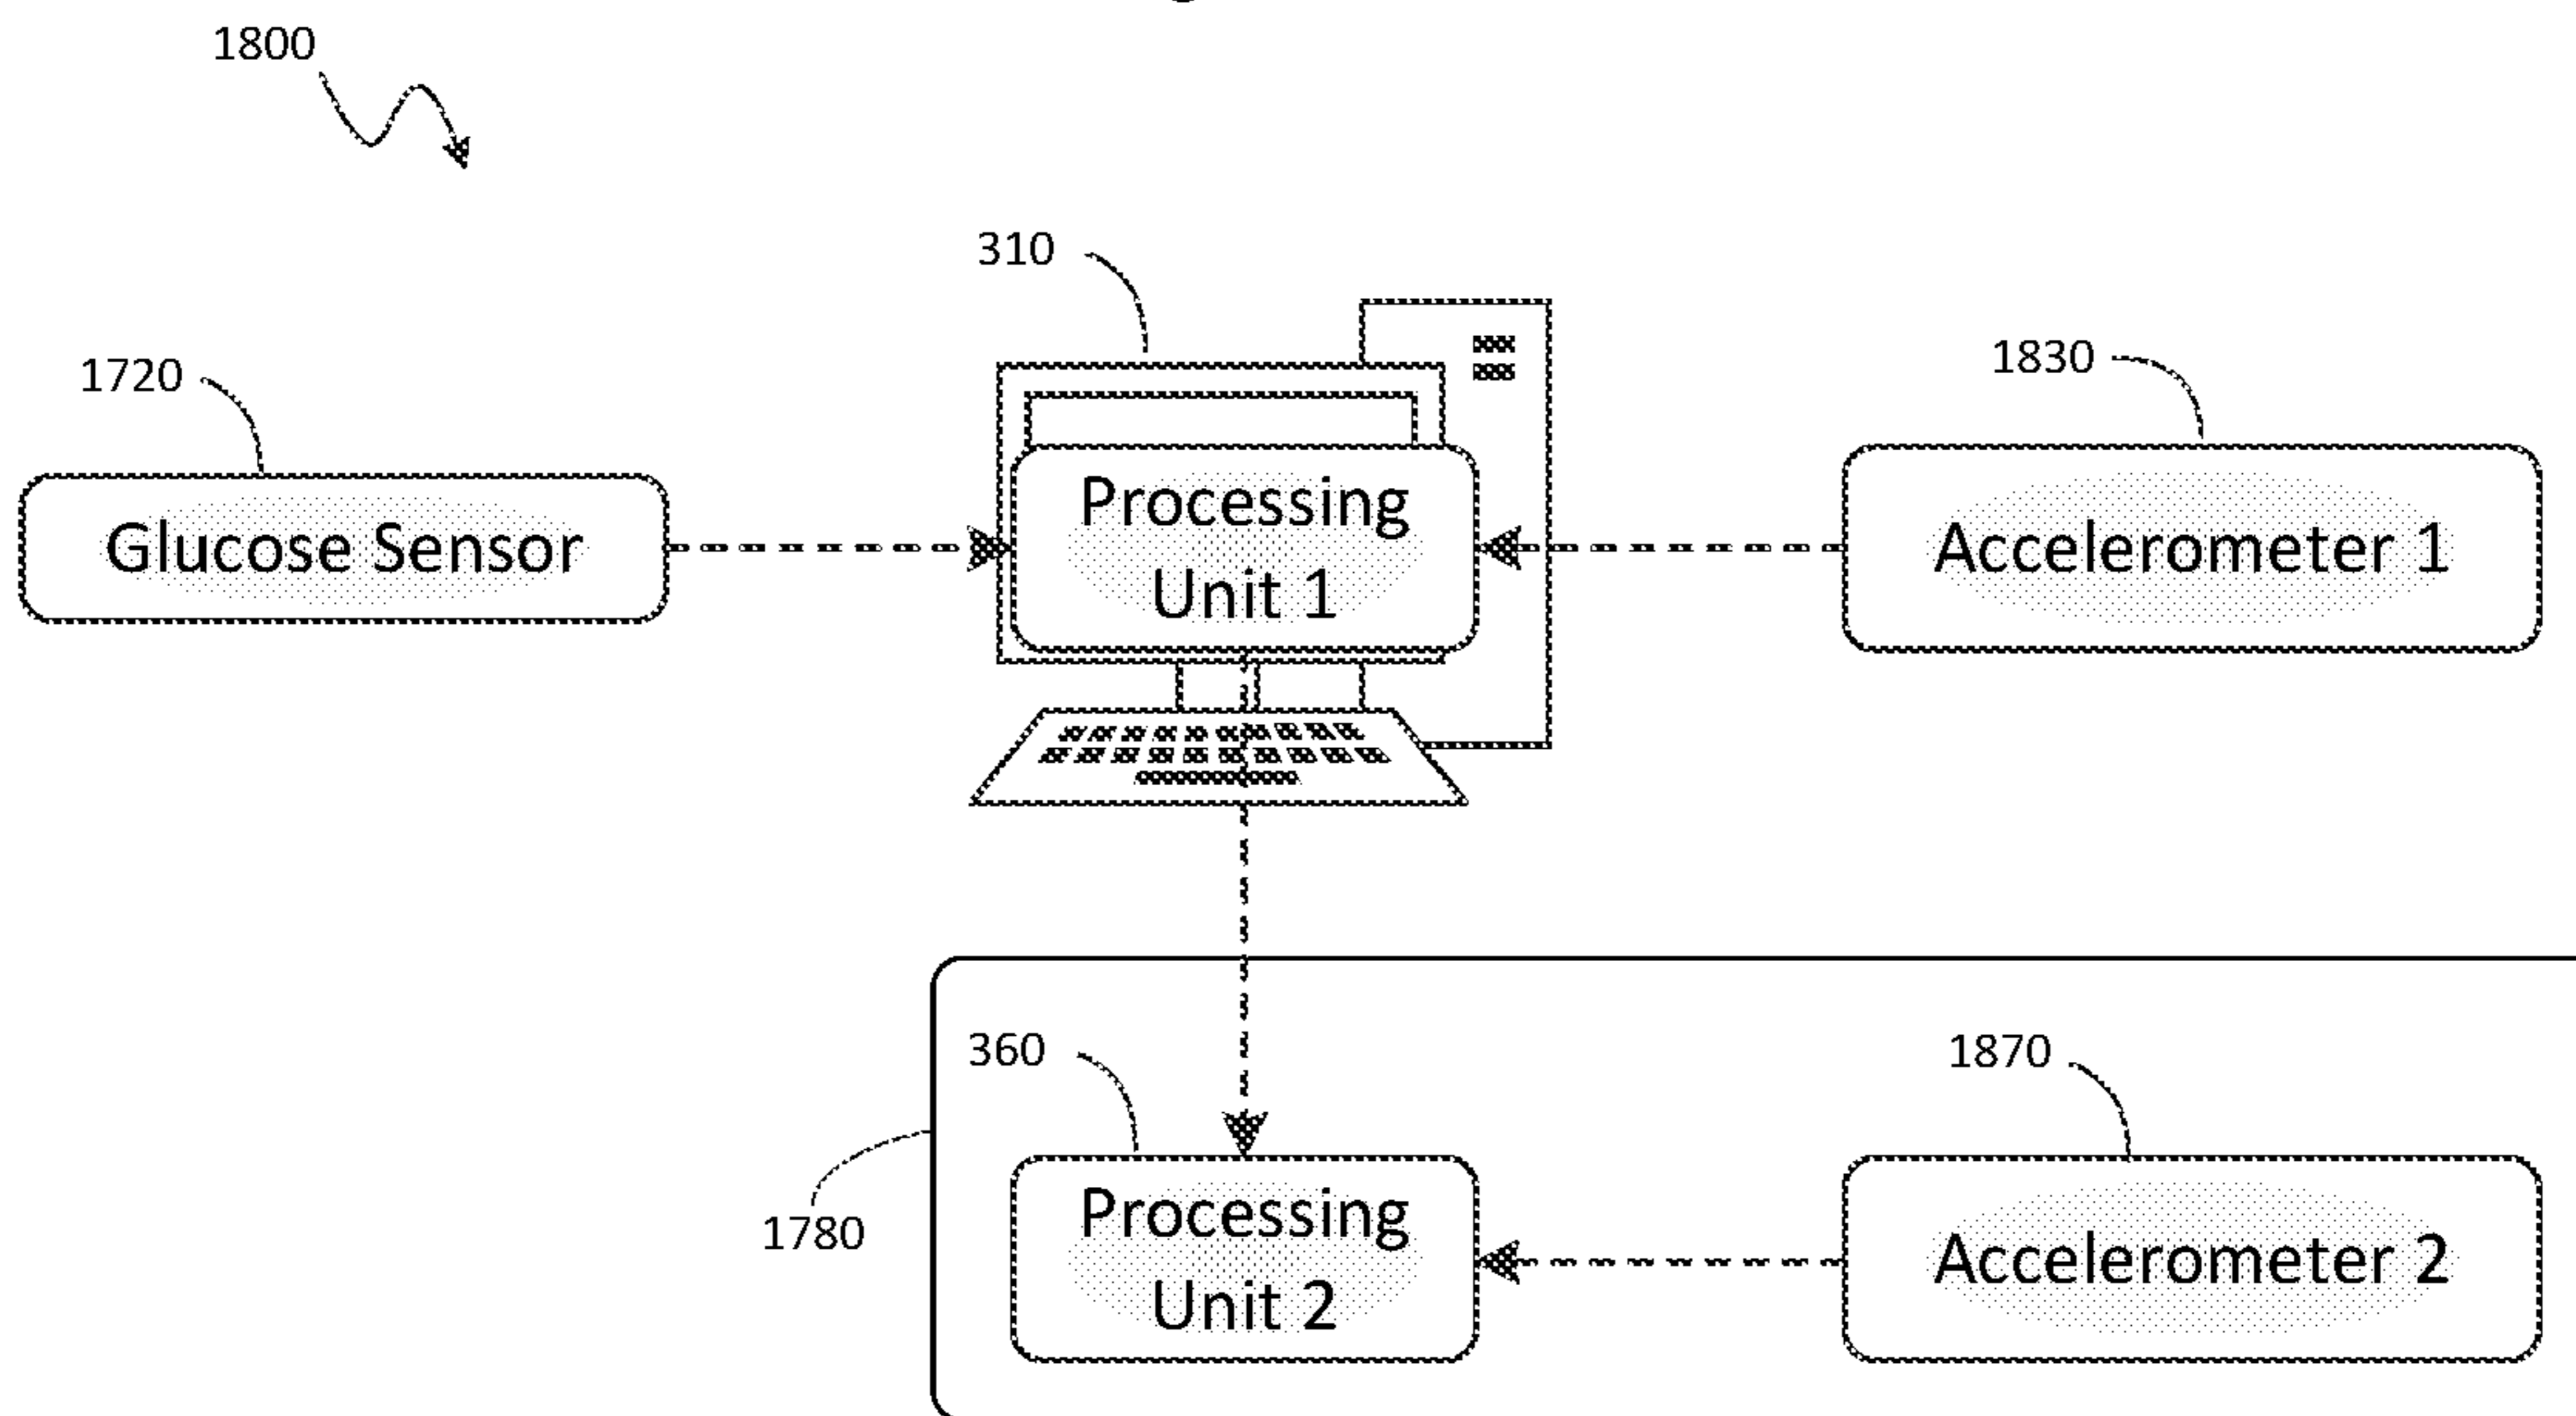 1800
310
1720
1830
Glucose Sensor
Processing
Unit 1
Accelerometer 1
360
1870
1780
Processing
Unit 2
Accelerometer 2